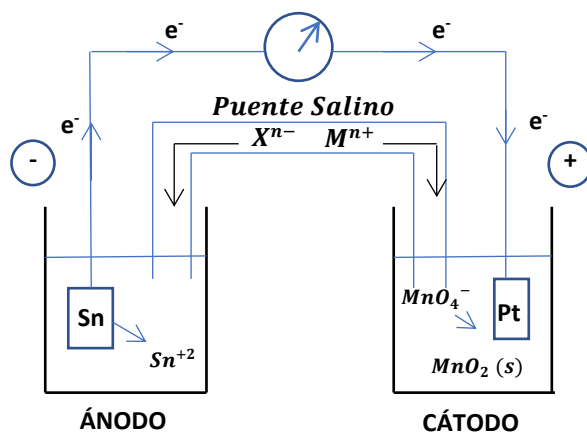 e⁻ e⁻
Puente Salino
e⁻ Xⁿ⁻ Mⁿ⁺ e⁻
- +
MnO₄⁻
Sn Pt
Sn⁺² MnO₂ (s)
ÁNODO CÁTODO